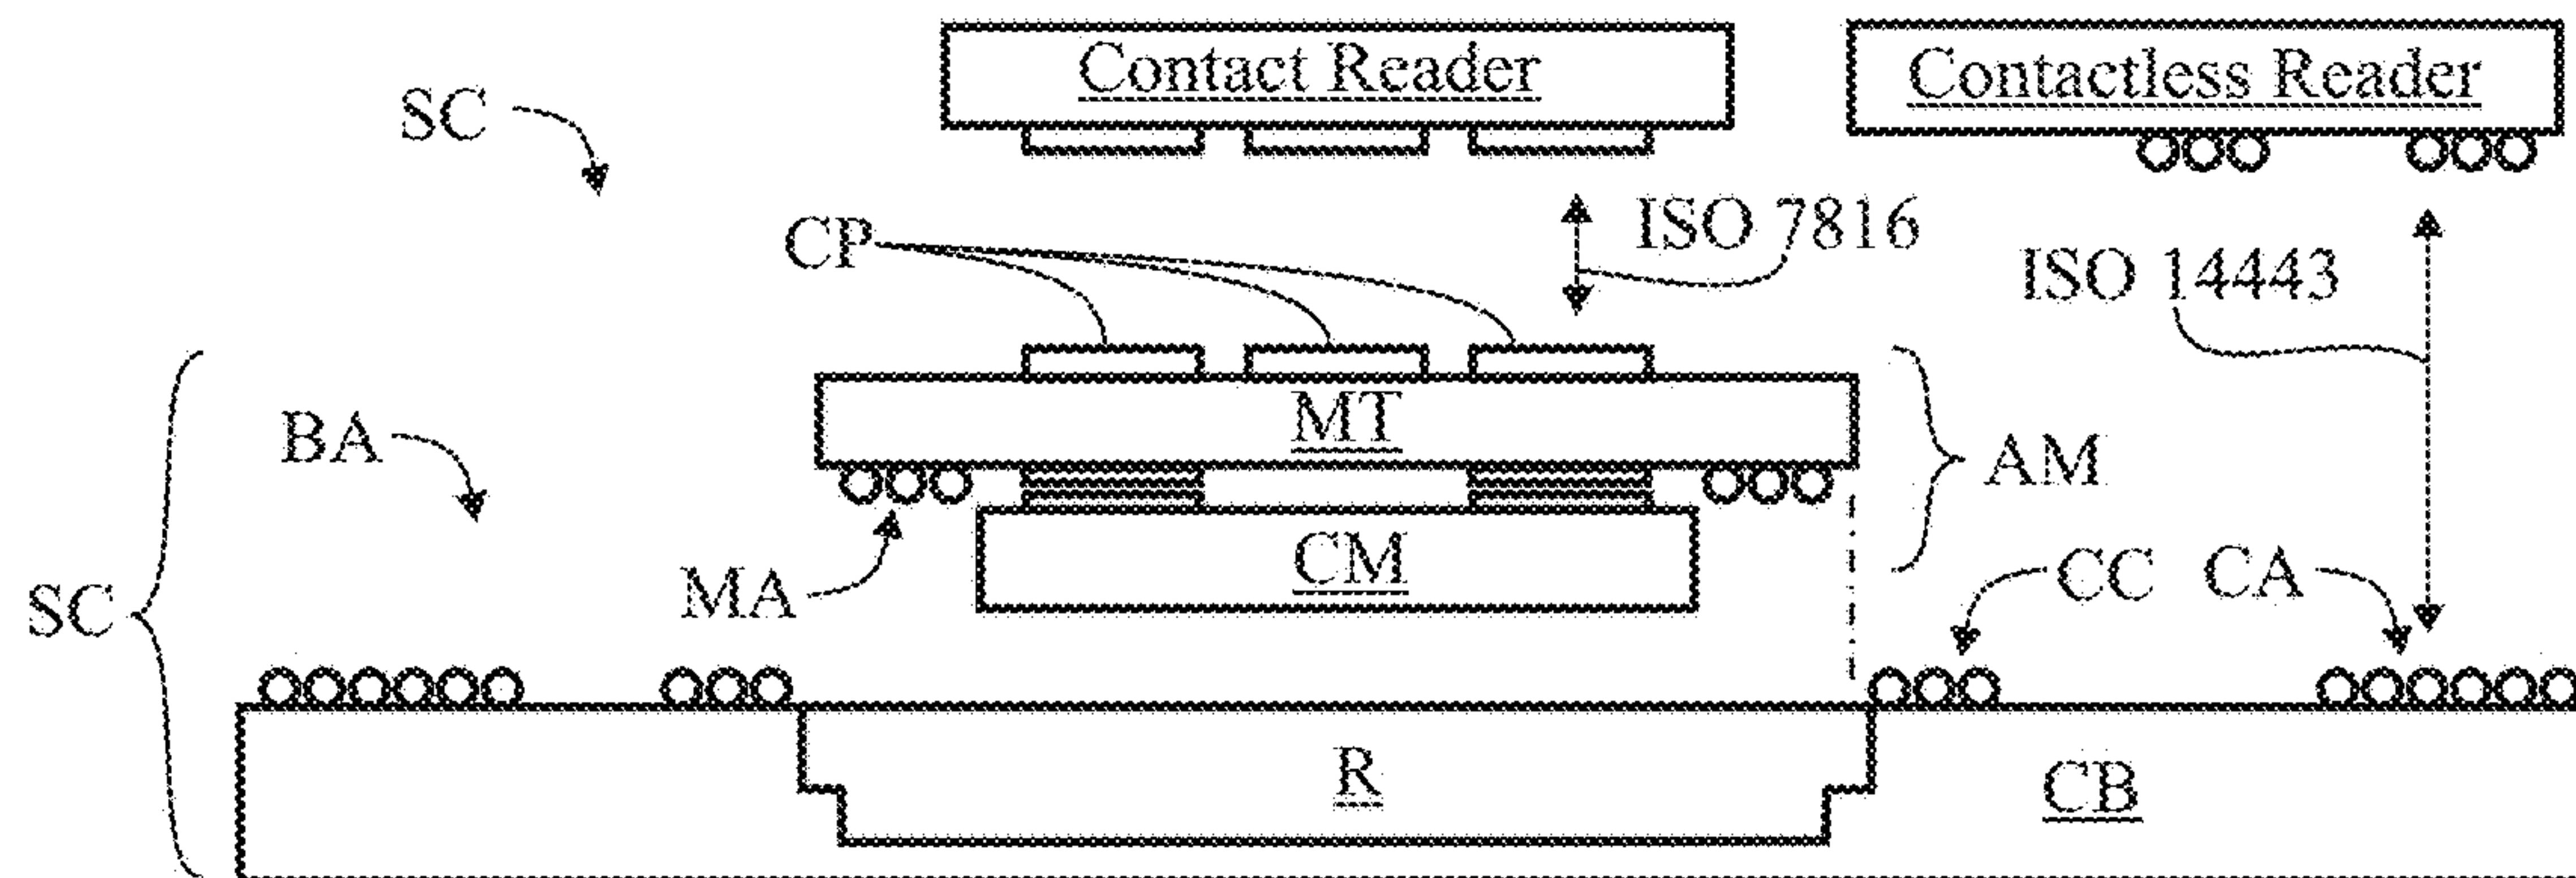 Contact Reader
Contactless Reader
SC
CP
ISO 7816
ISO 14443
MT
BA
AM
MA
CM
CC CA
SC
R
CB